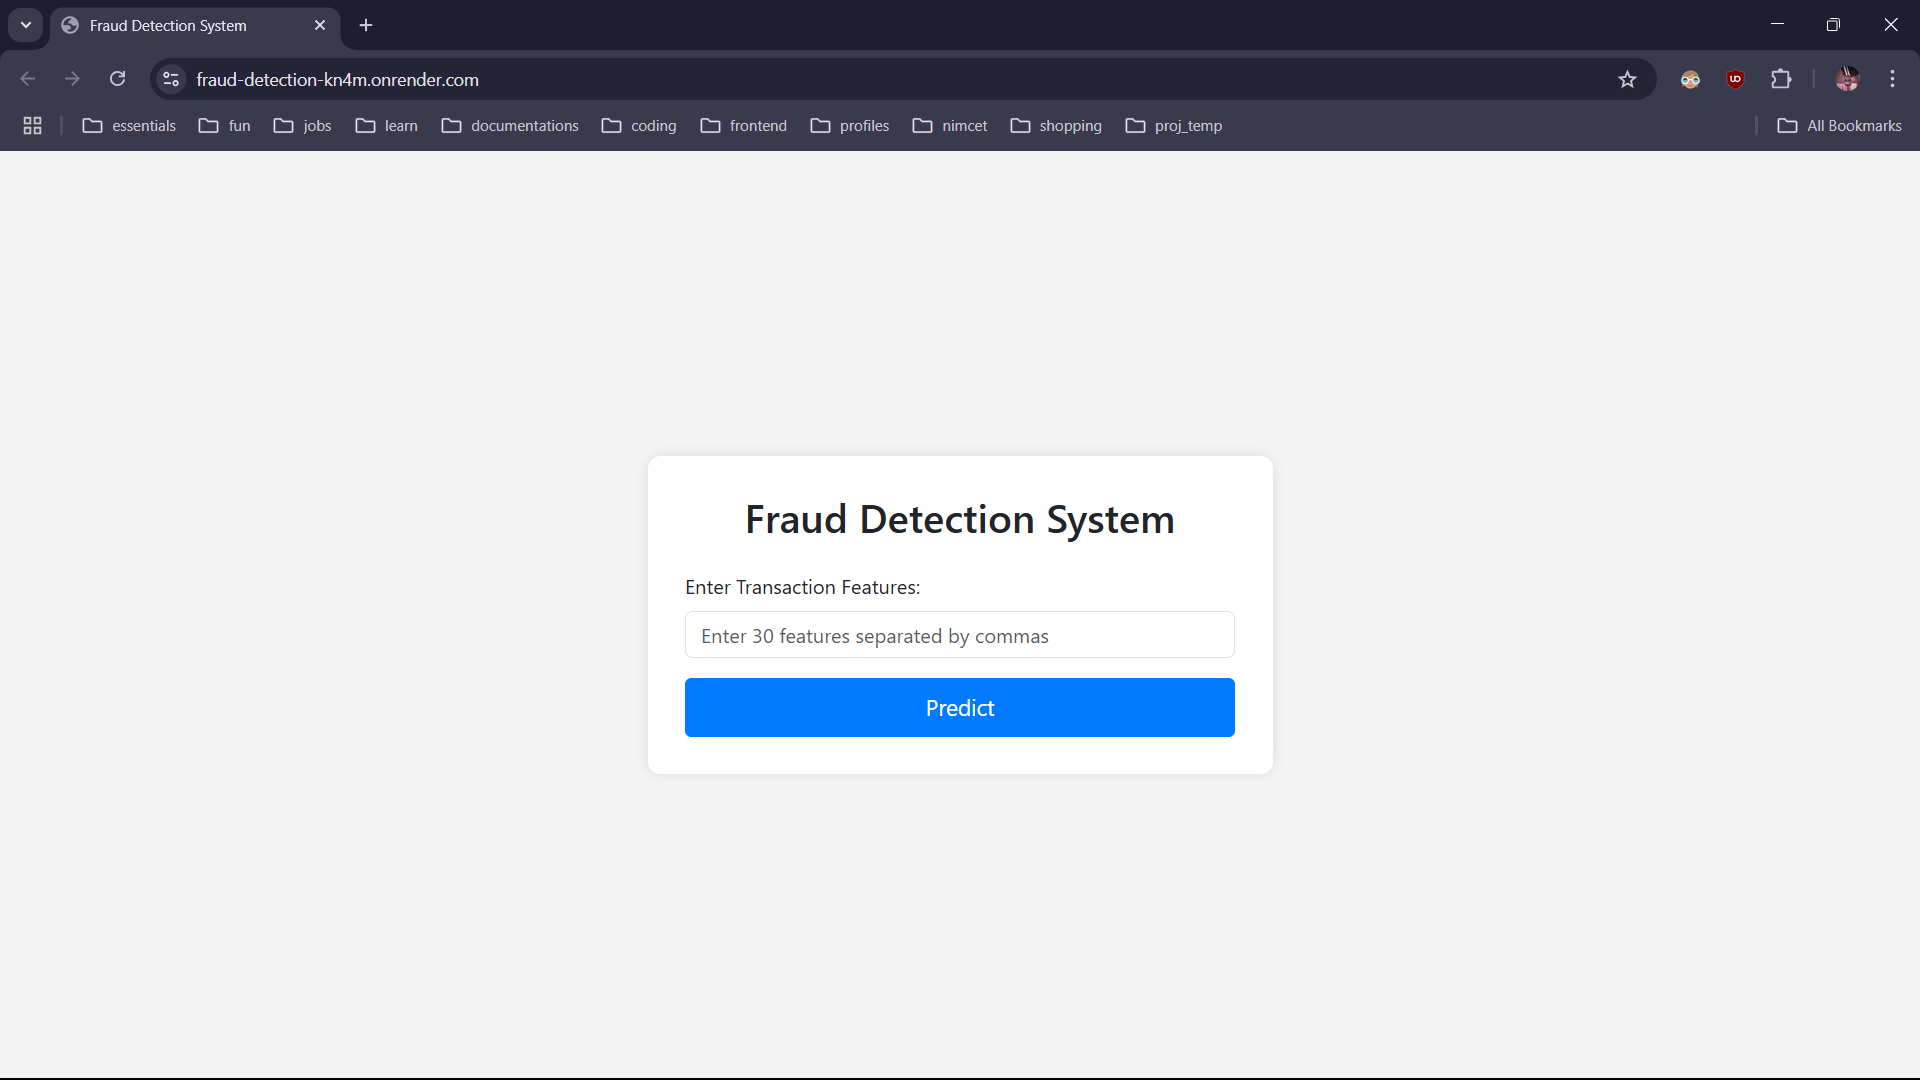 Fraud Detection System
fraud-detection-kn4m.onrender.com
essentials fun jobs learn documentations coding frontend profiles nimcet shopping proj_temp All Bookmarks
Fraud Detection System
Enter Transaction Features:
Enter 30 features separated by commas
Predict